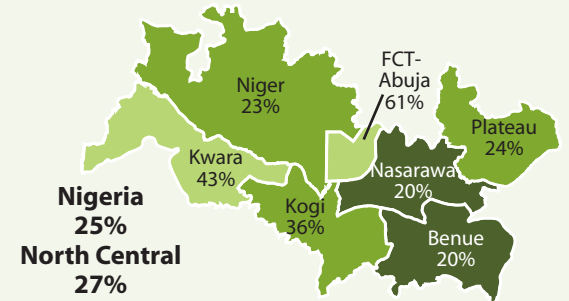 Niger
23%
FCT-
Abuja
61%
Plateau
24%
Kwara
43%
Nasarawa
20%
Kogi
36%
Benue
20%
Nigeria
25%
North Central
27%